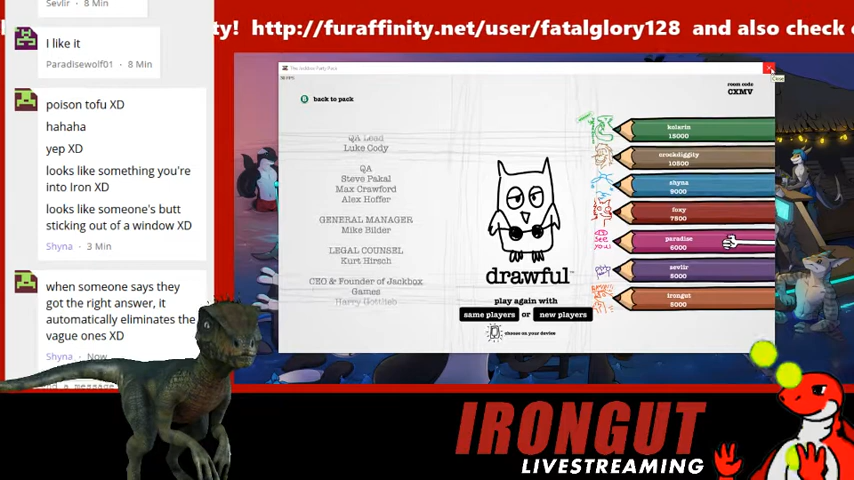 Sevlir · 8 Min
I like it
Paradisewolf01 · 8 Min
poison tofu XD
hahaha
yep XD
looks like something you're
into Iron XD
looks like someone's butt
sticking out of a window XD
Shyna · 3 Min
when someone says they
got the right answer, it
automatically eliminates the
vague ones XD
Shyna · Now
a message
ty! http://furaffinity.net/user/fatalglory128 and also check
The Jackbox Party Pack
Close
back to pack
room code
CXMV
QA Lead
Luke Cody
QA
Steve Pakal
Max Crawford
Alex Hoffer
GENERAL MANAGER
Mike Bilder
LEGAL COUNSEL
Kurt Hirsch
CEO & Founder of Jackbox
Games
Harry Gottlieb
drawful™
play again with
same players or new players
choose on your device
kolarin
15000
crockdiggity
10500
shyna
9000
foxy
7500
paradise
6000
sevlir
5000
irongut
5000
IRONGUT
LIVESTREAMING